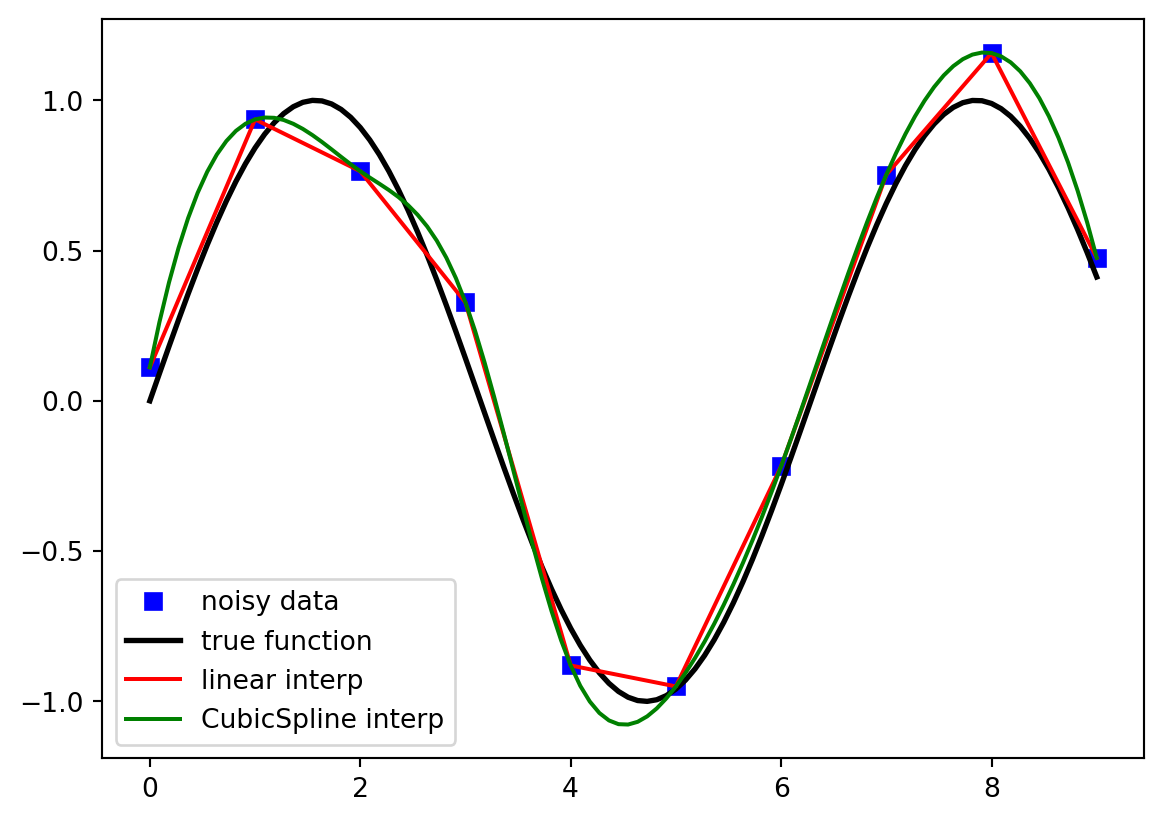 1.0
0.5
0.0
−0.5
−1.0
noisy data
true function
linear interp
CubicSpline interp
0 2 4 6 8